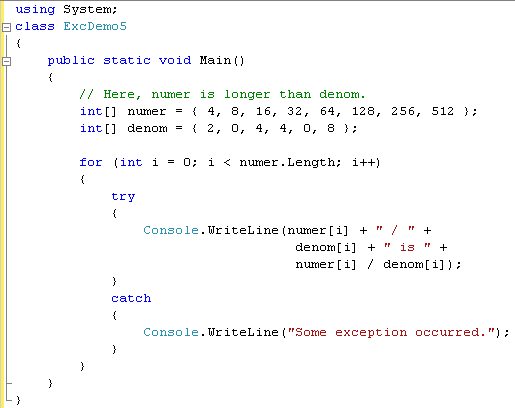 using System;
class ExcDemo5
{
    public static void Main()
    {
        // Here, numer is longer than denom.
        int[] numer = { 4, 8, 16, 32, 64, 128, 256, 512 };
        int[] denom = { 2, 0, 4, 4, 0, 8 };
        for (int i = 0; i < numer.Length; i++)
        {
            try
            {
                Console.WriteLine(numer[i] + " / " +
                                   denom[i] + " is " +
                                   numer[i] / denom[i]);
            }
            catch
            {
                Console.WriteLine("Some exception occurred.");
            }
        }
    }
}